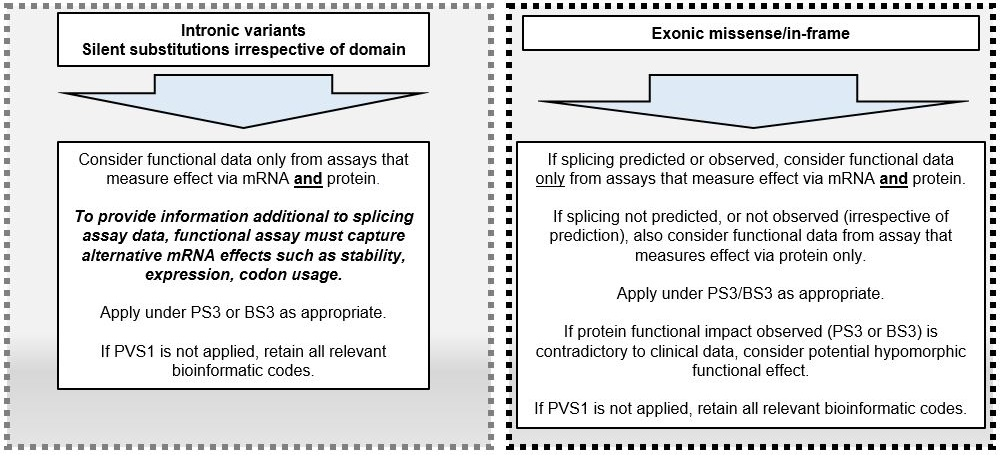 Intronic variants
Silent substitutions irrespective of domain
Consider functional data only from assays that
measure effect via mRNA and protein.
To provide information additional to splicing
assay data, functional assay must capture
alternative mRNA effects such as stability,
expression, codon usage.
Apply under PS3 or BS3 as appropriate.
If PVS1 is not applied, retain all relevant
bioinformatic codes.
Exonic missense/in-frame
If splicing predicted or observed, consider functional data
only from assays that measure effect via mRNA and protein.
If splicing not predicted, or not observed (irrespective of
prediction), also consider functional data from assay that
measures effect via protein only.
Apply under PS3/BS3 as appropriate.
If protein functional impact observed (PS3 or BS3) is
contradictory to clinical data, consider potential hypomorphic
functional effect.
If PVS1 is not applied, retain all relevant bioinformatic codes.